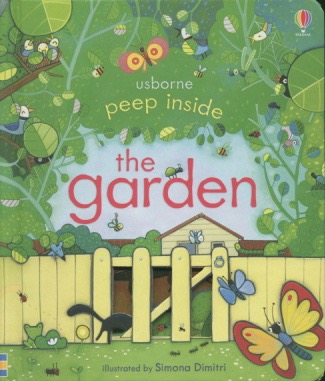 usborne
peep inside
the
garden
illustrated by Simona Dimitri